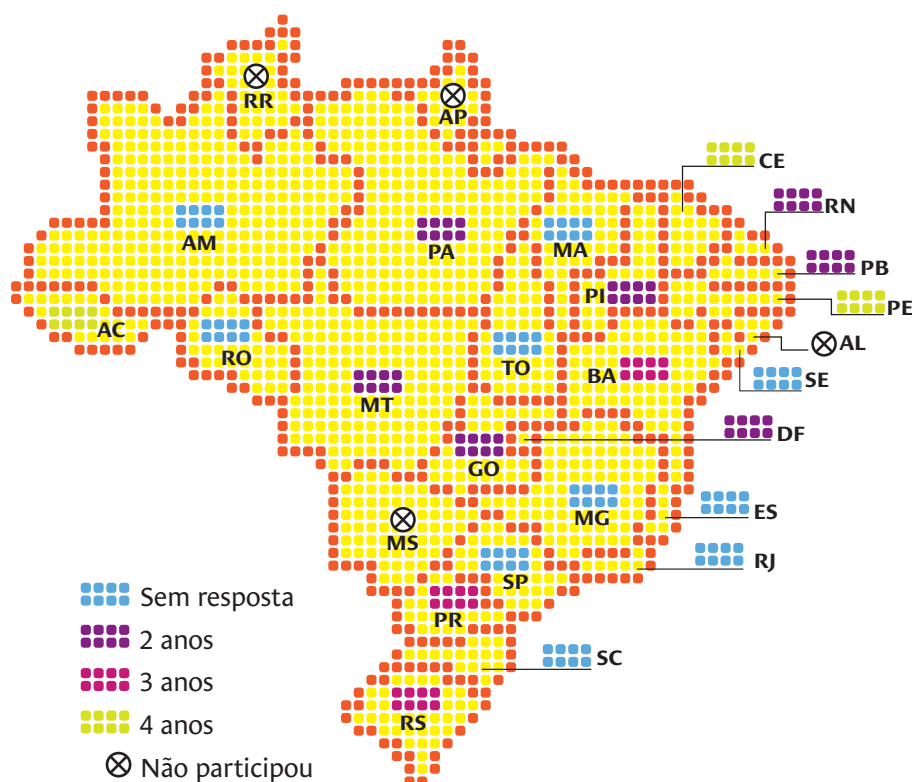 RR
AP
CE
RN
AM
PA
MA
PB
PI
PE
AC
RO
TO
AL
BA
SE
MT
DF
GO
MG
ES
MS
SP
RJ
PR
SC
RS
Sem resposta
2 anos
3 anos
4 anos
Não participou